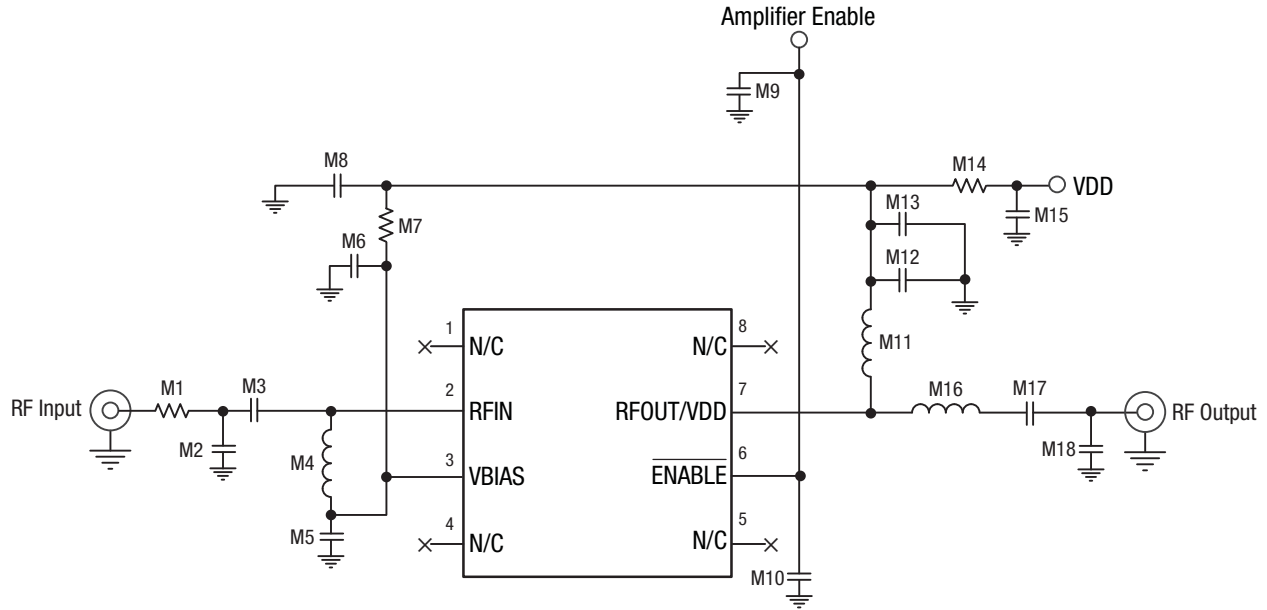 Amplifier Enable
M9
M8
M14
VDD
M7
M13
M15
M6
M12
1
N/C
8
N/C
M11
RF Input
M1
M3
2
RFIN
7
RFOUT/VDD
M16
M17
RF Output
M2
M4
3
VBIAS
6
ENABLE
M18
M5
4
N/C
5
N/C
M10